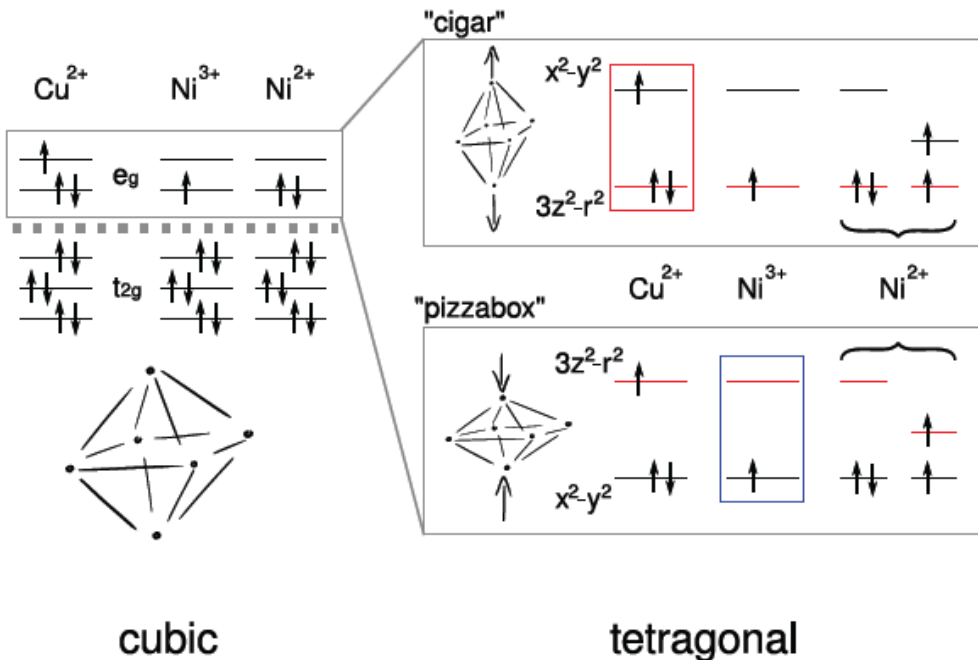 "cigar"
Cu2+ Ni3+ Ni2+
eg
t2g
x2-y2
3z2-r2
Cu2+ Ni3+ Ni2+
"pizzabox"
3z2-r2
x2-y2
cubic
tetragonal